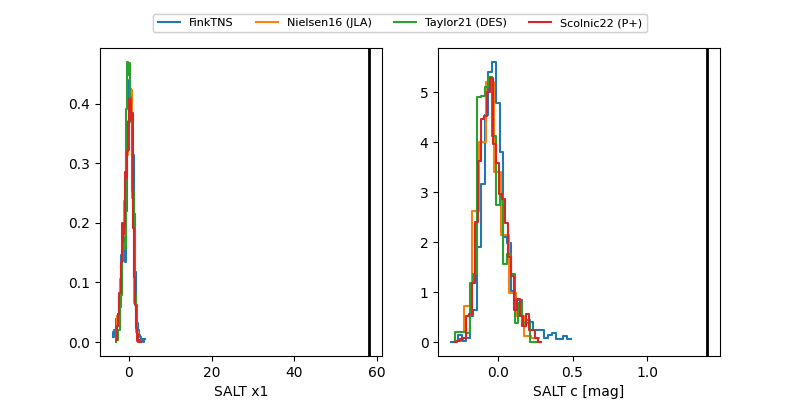 FinkTNS Nielsen16 (JLA) Taylor21 (DES) Scolnic22 (P+)
0.4
0.3
0.2
0.1
0.0
0 20 40 60
SALT x1
5
4
3
2
1
0
0.0 0.5 1.0
SALT c [mag]